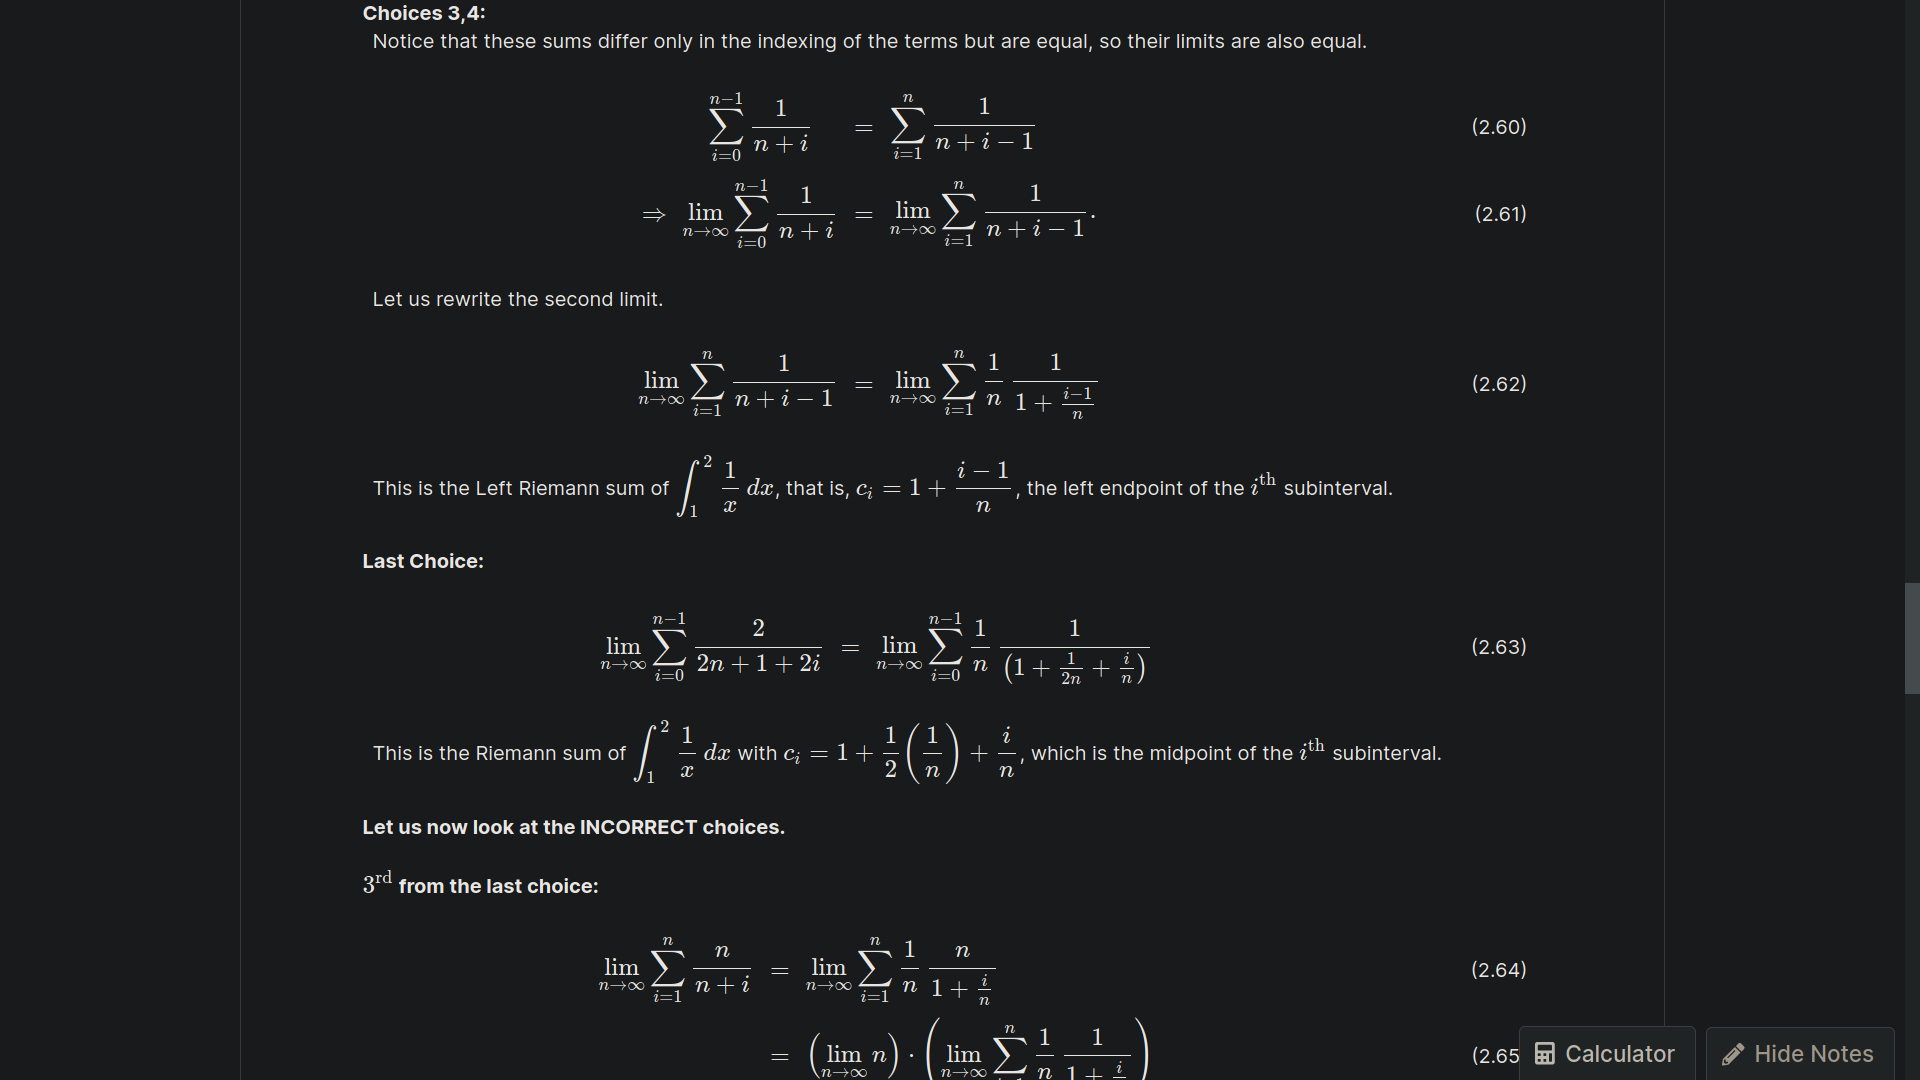 Choices 3,4:
Notice that these sums differ only in the indexing of the terms but are equal, so their limits are also equal.
\sum_{i=0}^{n-1} \frac{1}{n+i} = \sum_{i=1}^{n} \frac{1}{n+i-1} (2.60)
\Rightarrow \lim_{n\to\infty} \sum_{i=0}^{n-1} \frac{1}{n+i} = \lim_{n\to\infty} \sum_{i=1}^{n} \frac{1}{n+i-1}. (2.61)
Let us rewrite the second limit.
\lim_{n\to\infty} \sum_{i=1}^{n} \frac{1}{n+i-1} = \lim_{n\to\infty} \sum_{i=1}^{n} \frac{1}{n} \frac{1}{1+\frac{i-1}{n}} (2.62)
This is the Left Riemann sum of \int_1^2 \frac{1}{x} dx, that is, c_i = 1 + \frac{i-1}{n}, the left endpoint of the i^{th} subinterval.
Last Choice:
\lim_{n\to\infty} \sum_{i=0}^{n-1} \frac{2}{2n+1+2i} = \lim_{n\to\infty} \sum_{i=0}^{n-1} \frac{1}{n} \frac{1}{(1+\frac{1}{2n}+\frac{i}{n})} (2.63)
This is the Riemann sum of \int_1^2 \frac{1}{x} dx with c_i = 1 + \frac{1}{2}\left(\frac{1}{n}\right) + \frac{i}{n}, which is the midpoint of the i^{th} subinterval.
Let us now look at the INCORRECT choices.
3^{rd} from the last choice:
\lim_{n\to\infty} \sum_{i=1}^{n} \frac{n}{n+i} = \lim_{n\to\infty} \sum_{i=1}^{n} \frac{1}{n} \frac{n}{1+\frac{i}{n}} (2.64)
= \left(\lim_{n\to\infty} n\right) \cdot \left(\lim_{n\to\infty} \sum^{n} \frac{1}{n} \frac{1}{1+\frac{i}{}}\right) (2.65
Calculator
Hide Notes